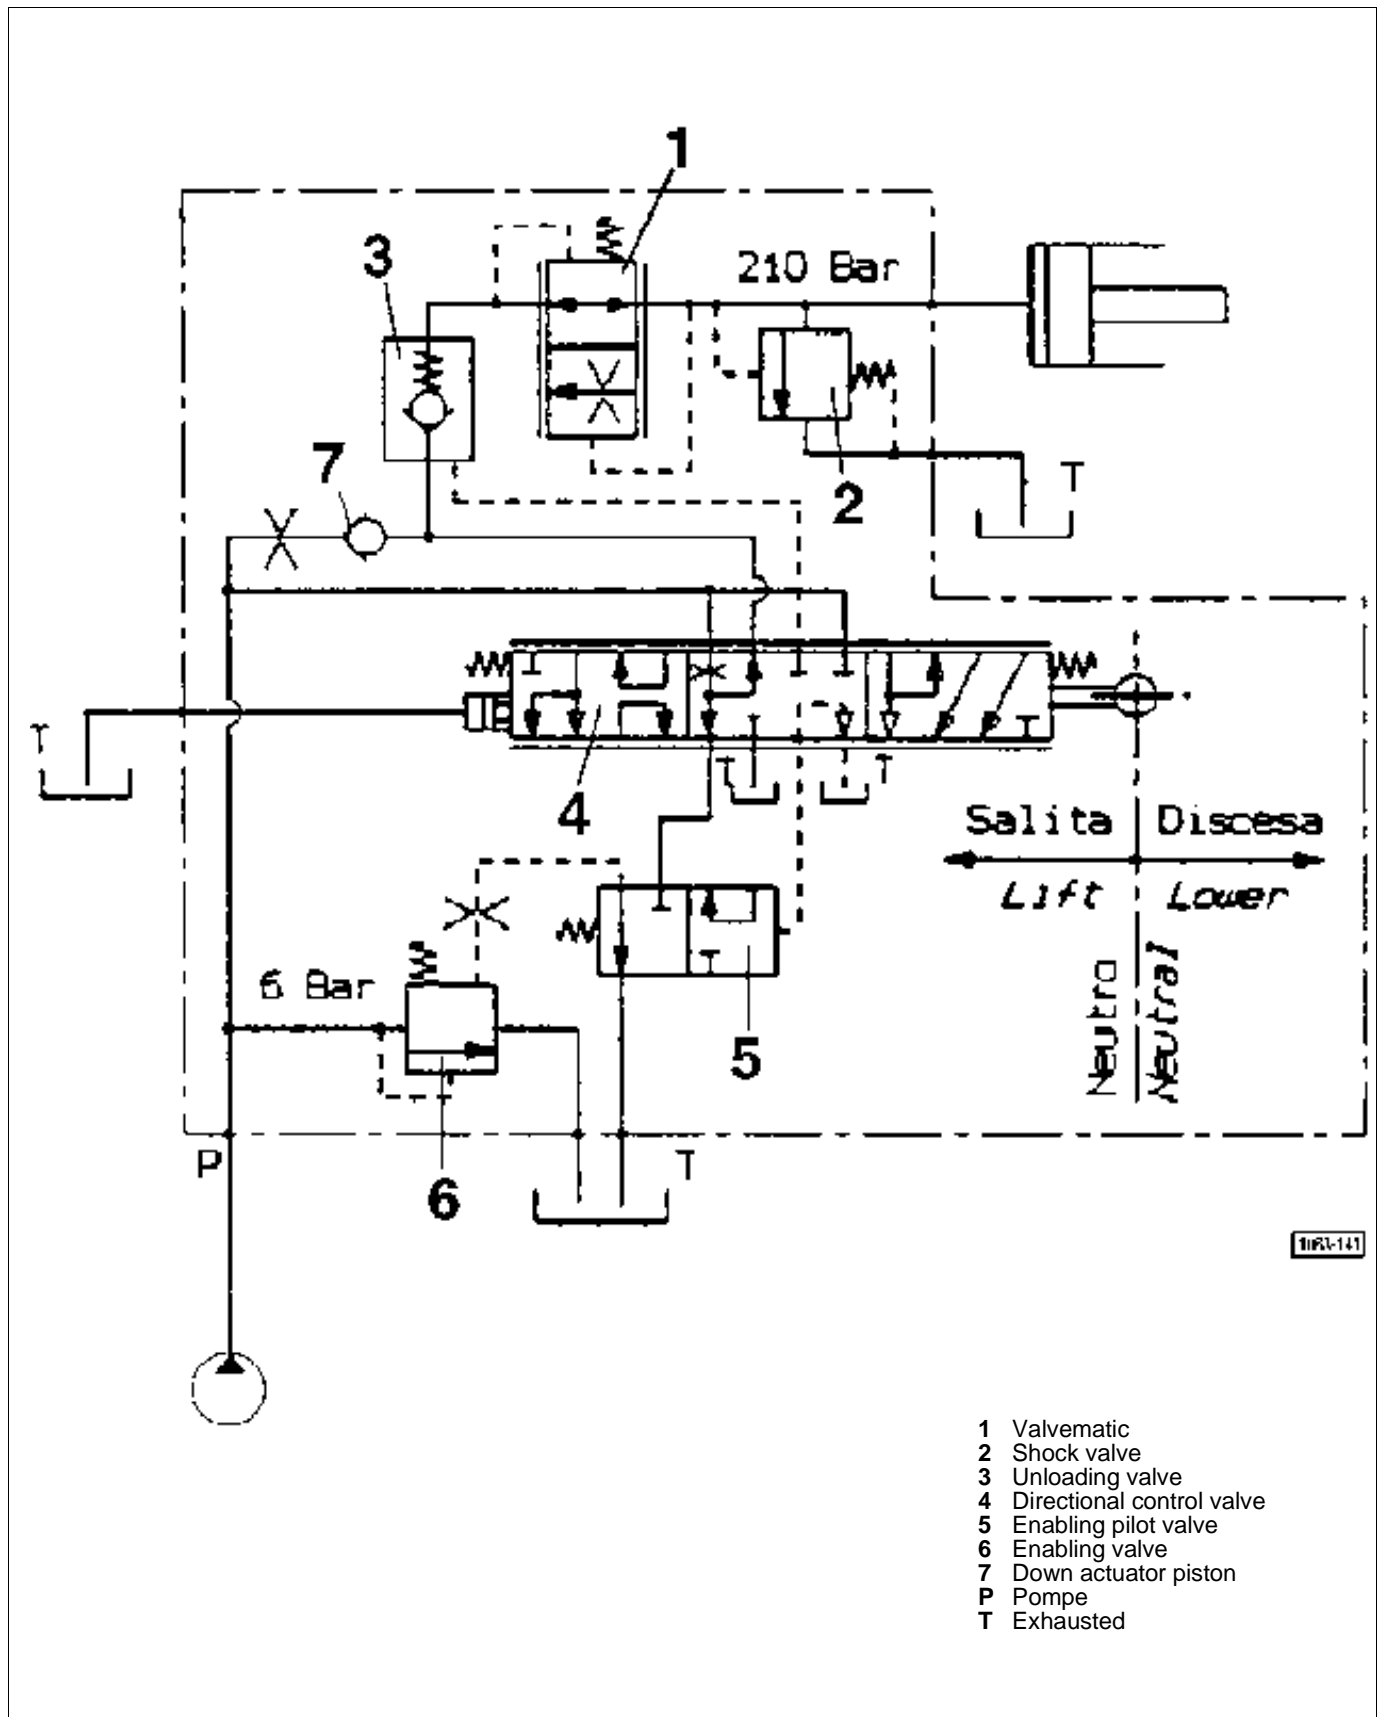 1
3
210 Bar
7
2
T
T
4
T
T
Salita Discesa
Lift Lower
6 Bar
Neutro
Neutral
5
P
T
6
1 Valvematic
2 Shock valve
3 Unloading valve
4 Directional control valve
5 Enabling pilot valve
6 Enabling valve
7 Down actuator piston
P Pompe
T Exhausted